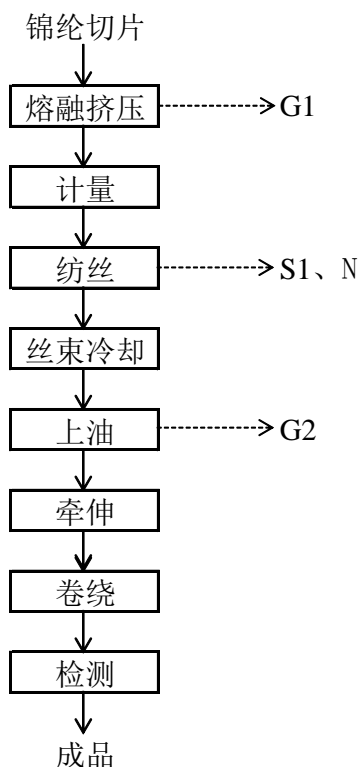 锦纶切片
熔融挤压 G1
计量
纺丝 S1、N
丝束冷却
上油 G2
牵伸
卷绕
检测
成品